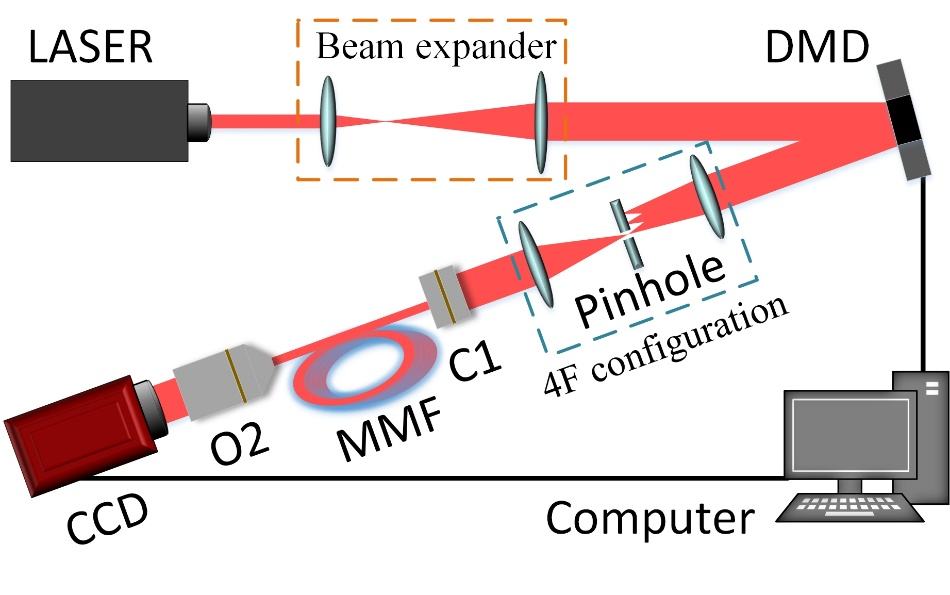 LASER
Beam expander
DMD
Pinhole
4F configuration
C1
MMF
O2
CCD
Computer